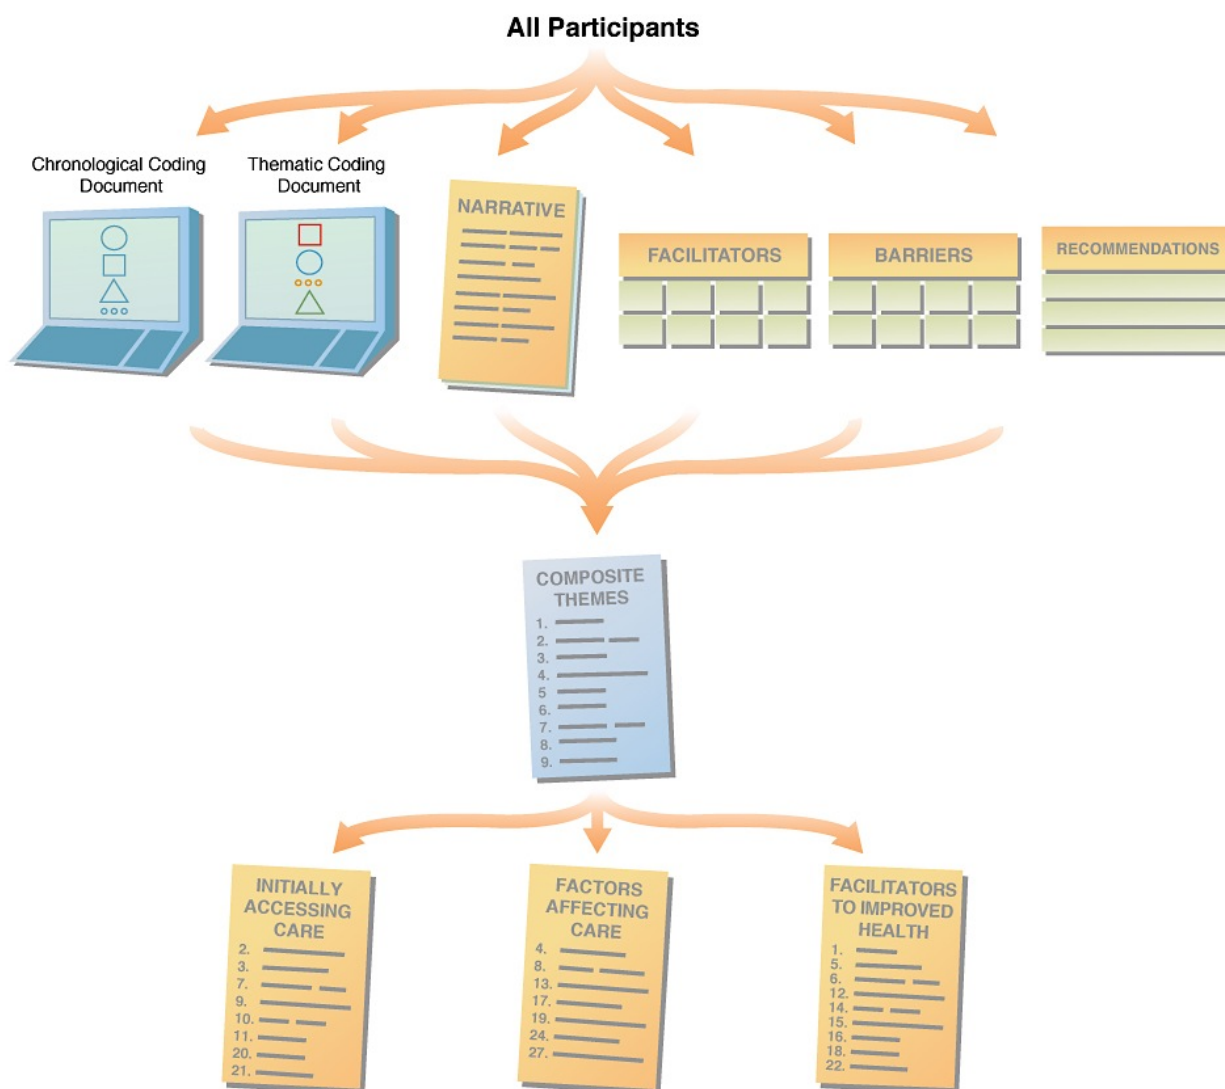 All Participants
Chronological Coding
Document
Thematic Coding
Document
NARRATIVE
FACILITATORS
BARRIERS
RECOMMENDATIONS
COMPOSITE
THEMES
1.
2.
3.
4.
5
6.
7.
8.
9.
INITIALLY
ACCESSING
CARE
2.
3.
7.
9.
10.
11.
20.
21.
FACTORS
AFFECTING
CARE
4.
8.
13.
17.
19.
24.
27.
FACILITATORS
TO IMPROVED
HEALTH
1.
5.
6.
12.
14.
15.
16.
18.
22.